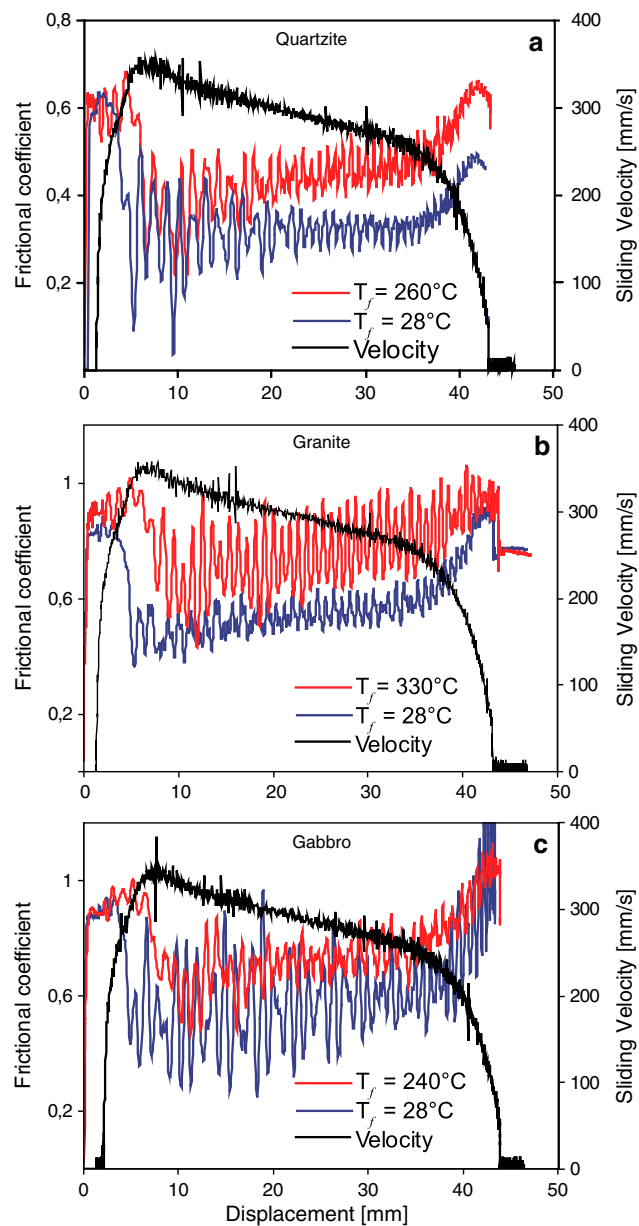 Quartzite
a
0,8
0,6
0,4
0,2
Frictional coefficient
400
300
200
100
0
Sliding Velocity [mm/s]
T_f = 260°C
T_f = 28°C
Velocity
0 10 20 30 40 50
Granite
b
1
0,6
0,2
Frictional coefficient
400
300
200
100
0
Sliding Velocity [mm/s]
T_f = 330°C
T_f = 28°C
Velocity
0 10 20 30 40 50
Gabbro
c
1
0,6
0,2
Frictional coefficient
400
300
200
100
0
Sliding Velocity [mm/s]
T_f = 240°C
T_f = 28°C
Velocity
0 10 20 30 40 50
Displacement [mm]